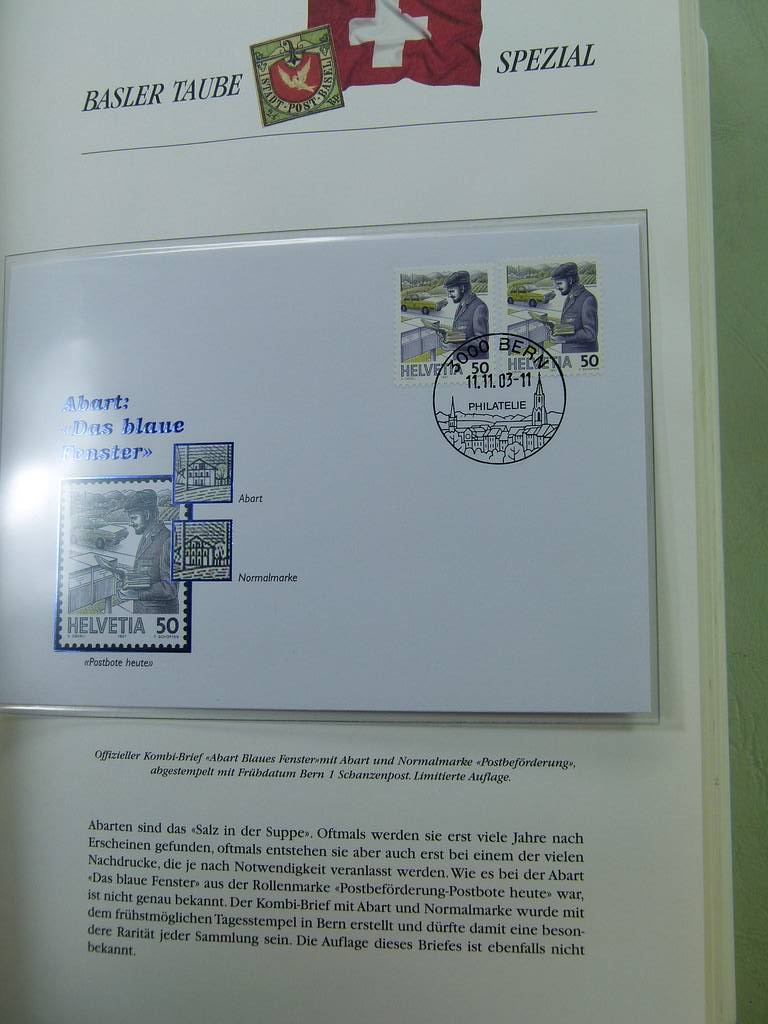 BASLER TAUBE
STADT-POST-BASEL
SPEZIAL
HELVETIA 50
HELVETIA 50
3000 BERN
11.11.03-11
PHILATELIE
Abart:
«Das blaue
Fenster»
Abart
Normalmarke
HELVETIA 50
«Postbote heute»
Offizieller Kombi-Brief «Abart Blaues Fenster»mit Abart und Normalmarke «Postbeförderung»,
abgestempelt mit Frühdatum Bern 1 Schanzenpost. Limitierte Auflage.
Abarten sind das «Salz in der Suppe». Oftmals werden sie erst viele Jahre nach
Erscheinen gefunden, oftmals entstehen sie aber auch erst bei einem der vielen
Nachdrucke, die je nach Notwendigkeit veranlasst werden. Wie es bei der Abart
«Das blaue Fenster» aus der Rollenmarke «Postbeförderung-Postbote heute» war,
ist nicht genau bekannt. Der Kombi-Brief mit Abart und Normalmarke wurde mit
dem frühstmöglichen Tagesstempel in Bern erstellt und dürfte damit eine beson-
dere Rarität jeder Sammlung sein. Die Auflage dieses Briefes ist ebenfalls nicht
bekannt.